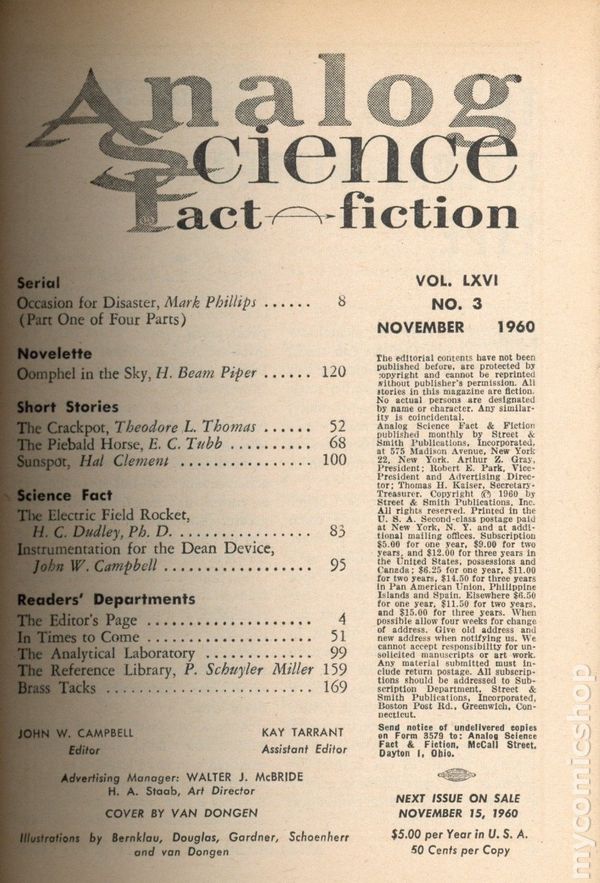 Analog
Science
Fact fiction
Serial
Occasion for Disaster, Mark Phillips ...... 8
(Part One of Four Parts)
Novelette
Oomphel in the Sky, H. Beam Piper ...... 120
Short Stories
The Crackpot, Theodore L. Thomas ...... 52
The Piebald Horse, E. C. Tubb .......... 68
Sunspot, Hal Clement ................ 100
Science Fact
The Electric Field Rocket,
H. C. Dudley, Ph. D. ................ 83
Instrumentation for the Dean Device,
John W. Campbell .................. 95
Readers' Departments
The Editor's Page .................... 4
In Times to Come .................... 51
The Analytical Laboratory ............ 99
The Reference Library, P. Schuyler Miller 159
Brass Tacks ......................... 169
JOHN W. CAMPBELL
Editor
KAY TARRANT
Assistant Editor
Advertising Manager: WALTER J. McBRIDE
H. A. Staab, Art Director
COVER BY VAN DONGEN
Illustrations by Bernklau, Douglas, Gardner, Schoenherr
and van Dongen
VOL. LXVI
NO. 3
NOVEMBER 1960
The editorial contents have not been
published before, are protected by
copyright and cannot be reprinted
without publisher's permission. All
stories in this magazine are fiction.
No actual persons are designated
by name or character. Any similar-
ity is coincidental.
Analog Science Fact & Fiction
published monthly by Street &
Smith Publications, Incorporated,
at 575 Madison Avenue, New York
22, New York. Arthur Z. Gray,
President; Robert E. Park, Vice-
President and Advertising Direc-
tor; Thomas H. Kaiser, Secretary-
Treasurer. Copyright © 1960 by
Street & Smith Publications, Inc.
All rights reserved. Printed in the
U. S. A. Second-class postage paid
at New York, N. Y. and at addi-
tional mailing offices. Subscription
$5.00 for one year, $9.00 for two
years, and $12.00 for three years in
the United States, possessions and
Canada; $6.25 for one year, $11.00
for two years, $14.50 for three years
in Pan American Union, Philippine
Islands and Spain. Elsewhere $6.50
for one year, $11.50 for two years,
and $15.00 for three years. When
possible allow four weeks for change
of address. Give old address and
new address when notifying us. We
cannot accept responsibility for un-
solicited manuscripts or art work.
Any material submitted must in-
clude return postage. All subscrip-
tions should be addressed to Sub-
scription Department, Street &
Smith Publications, Incorporated,
Boston Post Rd., Greenwich, Con-
necticut.
Send notice of undelivered copies
on Form 3579 to: Analog Science
Fact & Fiction, McCall Street,
Dayton 1, Ohio.
NEXT ISSUE ON SALE
NOVEMBER 15, 1960
$5.00 per Year in U. S. A.
50 Cents per Copy
mycomicshop